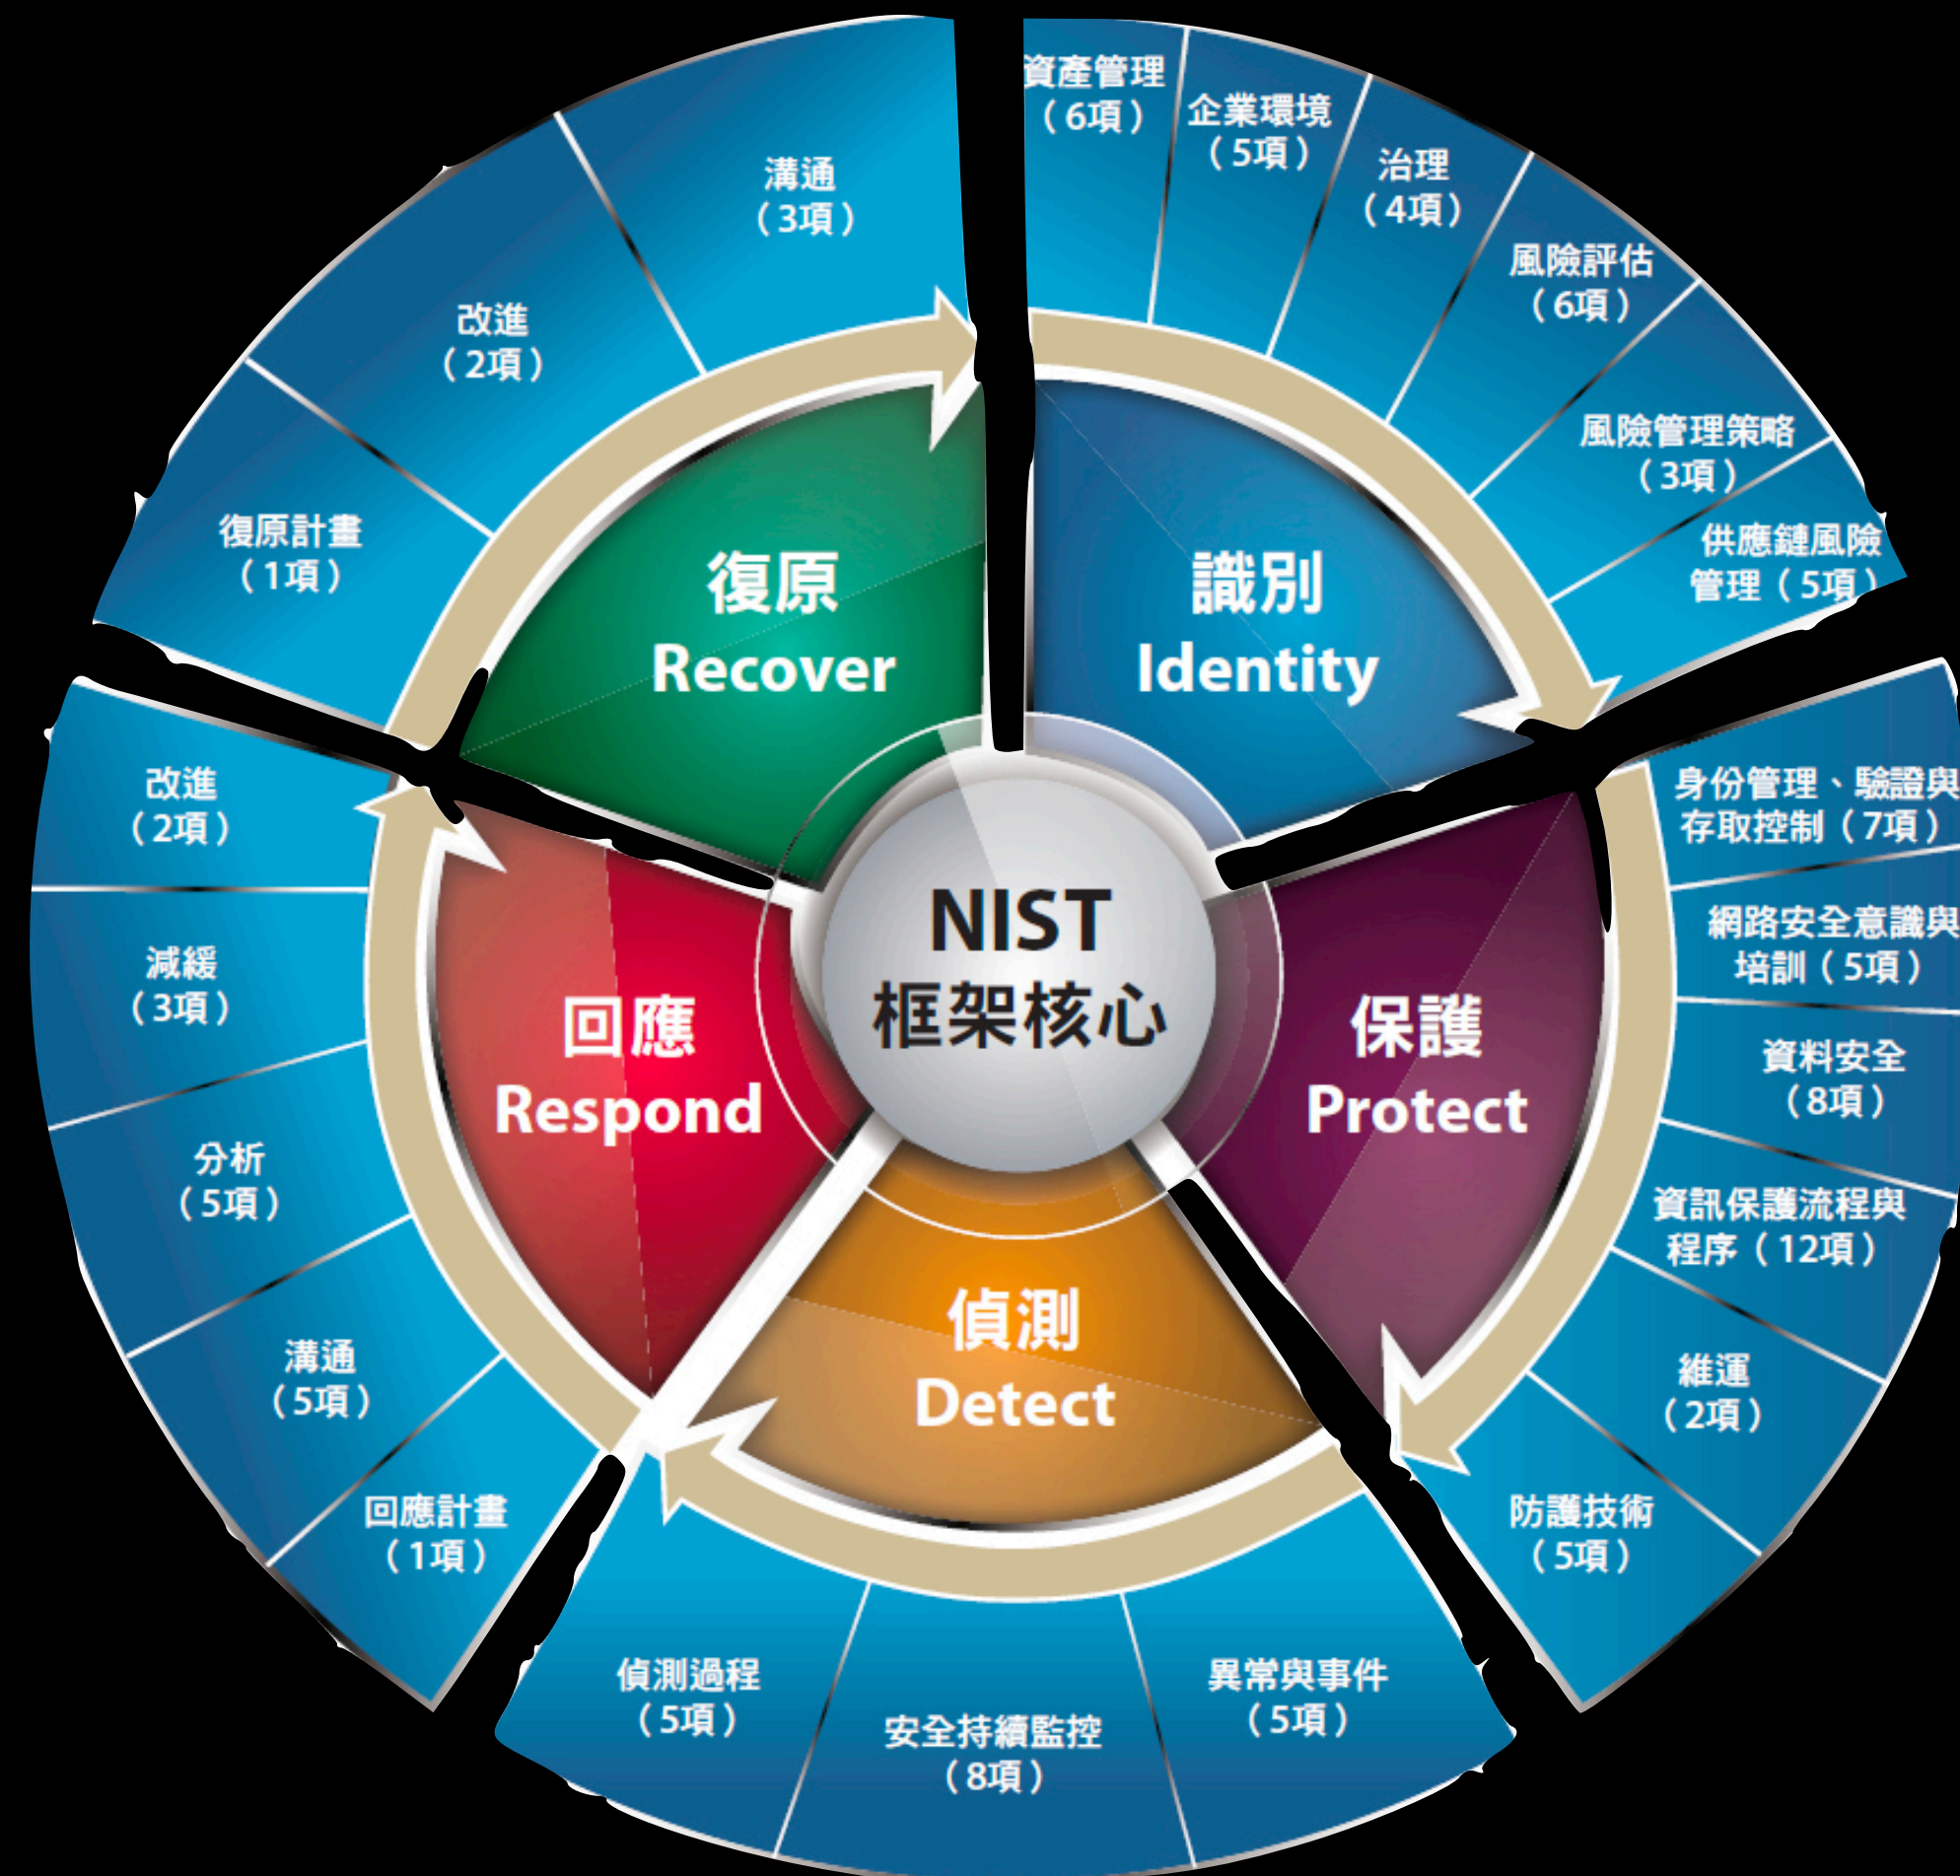 NIST
框架核心
識別
Identity
資產管理
（6項）
企業環境
（5項）
治理
（4項）
風險評估
（6項）
風險管理策略
（3項）
供應鏈風險
管理（5項）
保護
Protect
身份管理、驗證與
存取控制（7項）
網路安全意識與
培訓（5項）
資料安全
（8項）
資訊保護流程與
程序（12項）
維運
（2項）
防護技術
（5項）
偵測
Detect
異常與事件
（5項）
安全持續監控
（8項）
偵測過程
（5項）
回應
Respond
回應計畫
（1項）
溝通
（5項）
分析
（5項）
減緩
（3項）
改進
（2項）
復原
Recover
復原計畫
（1項）
改進
（2項）
溝通
（3項）